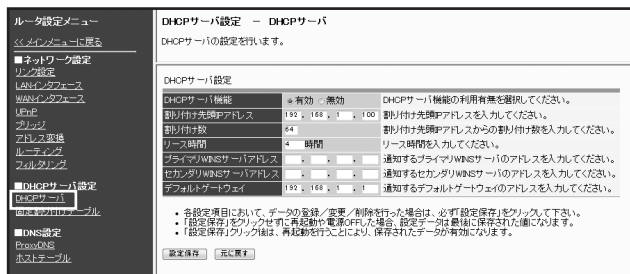 ルータ設定メニュー
<<メインメニューに戻る
■ネットワーク設定
リンク設定
LANインタフェース
WANインタフェース
UPnP
ブリッジ
アドレス変換
ルーティング
フィルタリング
■DHCPサーバ設定
DHCPサーバ
固定割り付けテーブル
■DNS設定
ProxyDNS
ホストテーブル
DHCPサーバ設定 － DHCPサーバ
DHCPサーバの設定を行います。
DHCPサーバ設定
DHCPサーバ機能 有効 無効 DHCPサーバ機能の利用有無を選択してください。
割り付け先頭IPアドレス 192 . 168 . 1 . 100 割り付け先頭IPアドレスを入力してください。
割り付け数 64 割り付け先頭IPアドレスからの割り付け数を入力してください。
リース時間 4 時間 リース時間を入力してください。
プライマリWINSサーバアドレス . . . 通知するプライマリWINSサーバのアドレスを入力してください。
セカンダリWINSサーバアドレス . . . 通知するセカンダリWINSサーバのアドレスを入力してください。
デフォルトゲートウェイ 192 . 168 . 1 . 1 通知するデフォルトゲートウェイのアドレスを入力してください。
• 各設定項目において、データの登録／変更／削除を行った場合は、必ず「設定保存」をクリックして下さい。
• 「設定保存」をクリックせずに再起動や電源OFFした場合、設定データは最後に保存された値になります。
• 「設定保存」クリック後は、再起動を行うことにより、保存されたデータが有効になります。
設定保存 元に戻す